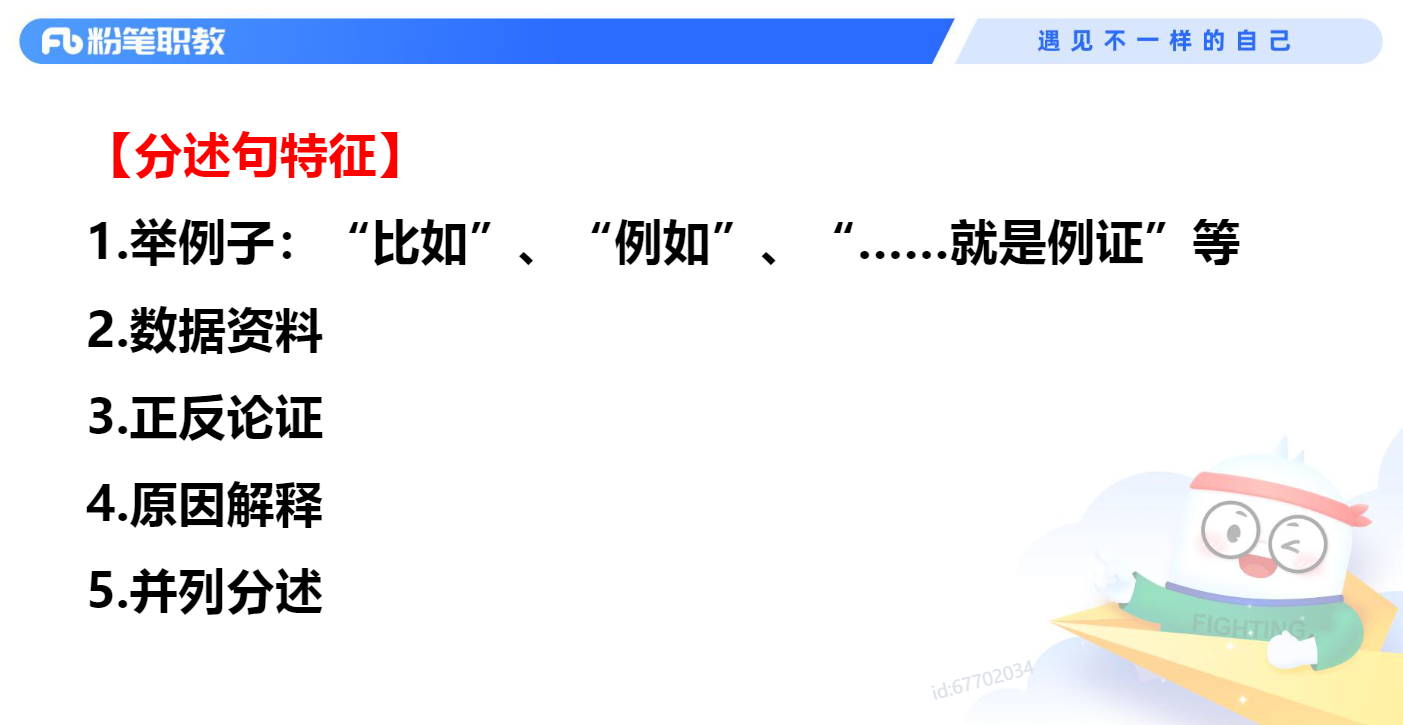 粉笔职教
遇见不一样的自己
【分述句特征】
1.举例子：“比如”、“例如”、“……就是例证”等
2.数据资料
3.正反论证
4.原因解释
5.并列分述
FIGHTING.
id:67702034